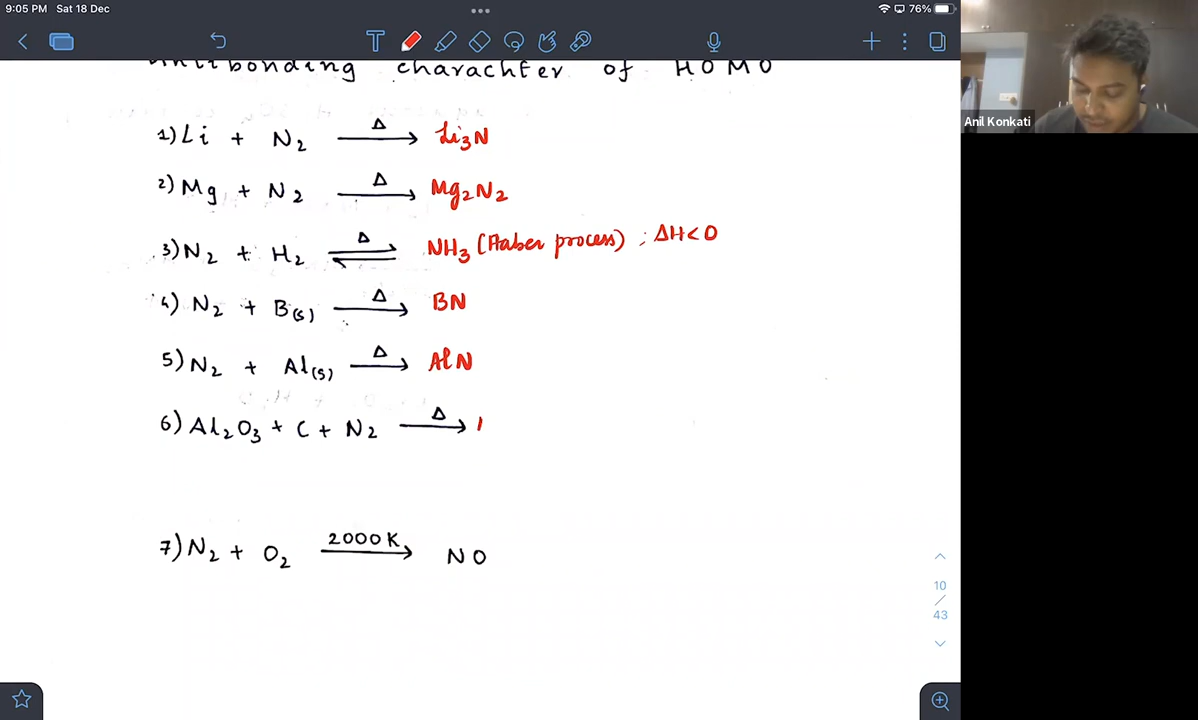 9:05 PM Sat 18 Dec
76%
antibonding charachter of HOMO
1) Li + N2 Δ→ Li3N
2) Mg + N2 Δ→ Mg2N2
3) N2 + H2 Δ⇌ NH3 (Haber process) ; ΔH<0
4) N2 + B(s) Δ→ BN
5) N2 + Al(s) Δ→ AlN
6) Al2O3 + C + N2 Δ→
7) N2 + O2 2000K→ NO
10
/
43
Anil Konkati